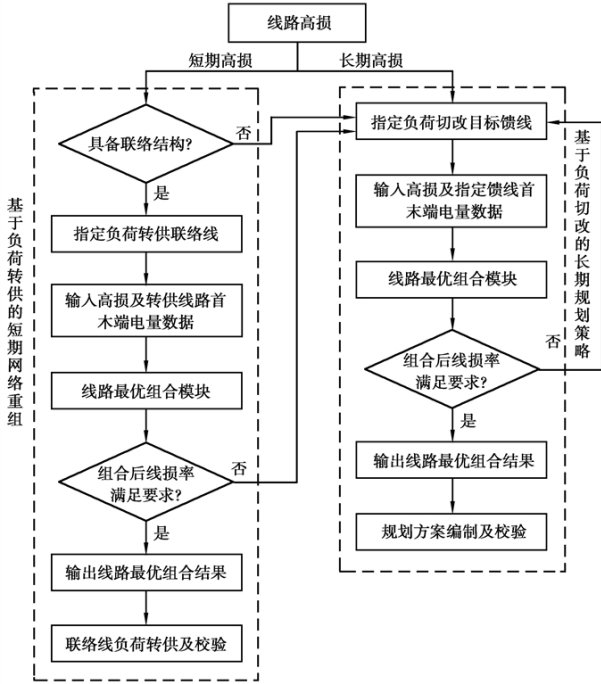 线路高损
短期高损
长期高损
基于负荷转供的短期网络重组
具备联络结构?
否
是
指定负荷转供联络线
输入高损及转供线路首
末端电量数据
线路最优组合模块
组合后线损率
满足要求?
否
是
输出线路最优组合结果
联络线负荷转供及校验
指定负荷切改目标馈线
输入高损及指定馈线首
末端电量数据
线路最优组合模块
组合后线损率
满足要求?
否
是
输出线路最优组合结果
规划方案编制及校验
基于负荷切改的长期规划策略